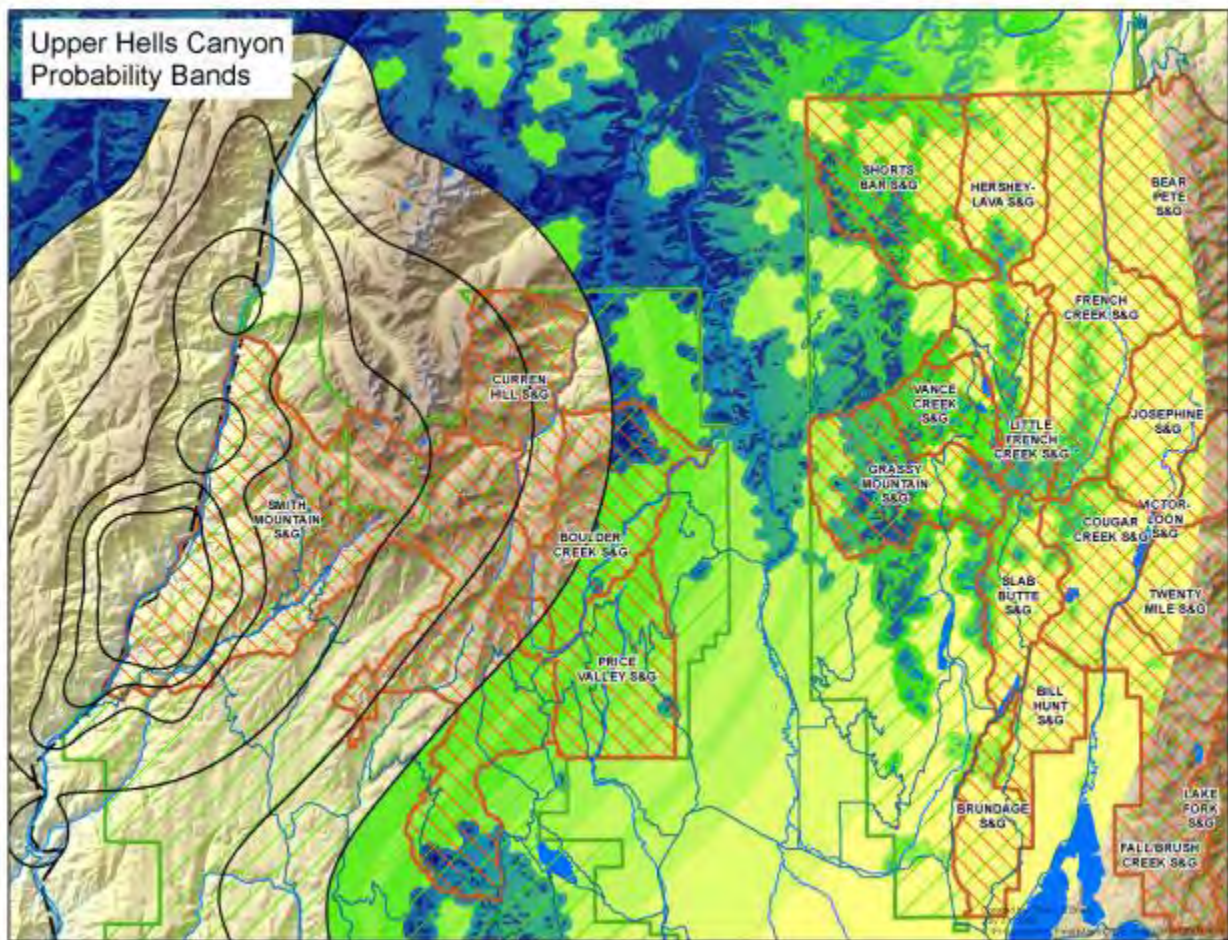 Upper Hells Canyon
Probability Bands
SHORTS
BAR S&G
HERSHEY-
LAVA S&G
BEAR
PETE
S&G
FRENCH
CREEK S&G
CURREN
HILL S&G
VANCE
CREEK
S&G
LITTLE
FRENCH
CREEK S&G
JOSEPHINE
S&G
GRASSY
MOUNTAIN
S&G
SMITH
MOUNTAIN
S&G
BOULDER
CREEK S&G
COUGAR
CREEK S&G
VICTOR-
LOON
S&G
SLAB
BUTTE
S&G
TWENTY
MILE S&G
PRICE
VALLEY S&G
BILL
HUNT
S&G
BRUNDAGE
S&G
LAKE
FORK
S&G
FALL/BRUSH
CREEK S&G